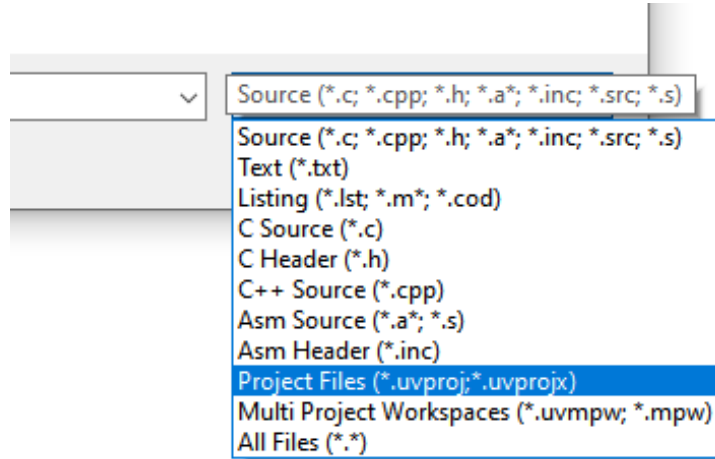 Source (*.c; *.cpp; *.h; *.a*; *.inc; *.src; *.s)
Source (*.c; *.cpp; *.h; *.a*; *.inc; *.src; *.s)
Text (*.txt)
Listing (*.lst; *.m*; *.cod)
C Source (*.c)
C Header (*.h)
C++ Source (*.cpp)
Asm Source (*.a*; *.s)
Asm Header (*.inc)
Project Files (*.uvproj;*.uvprojx)
Multi Project Workspaces (*.uvmpw; *.mpw)
All Files (*.*)